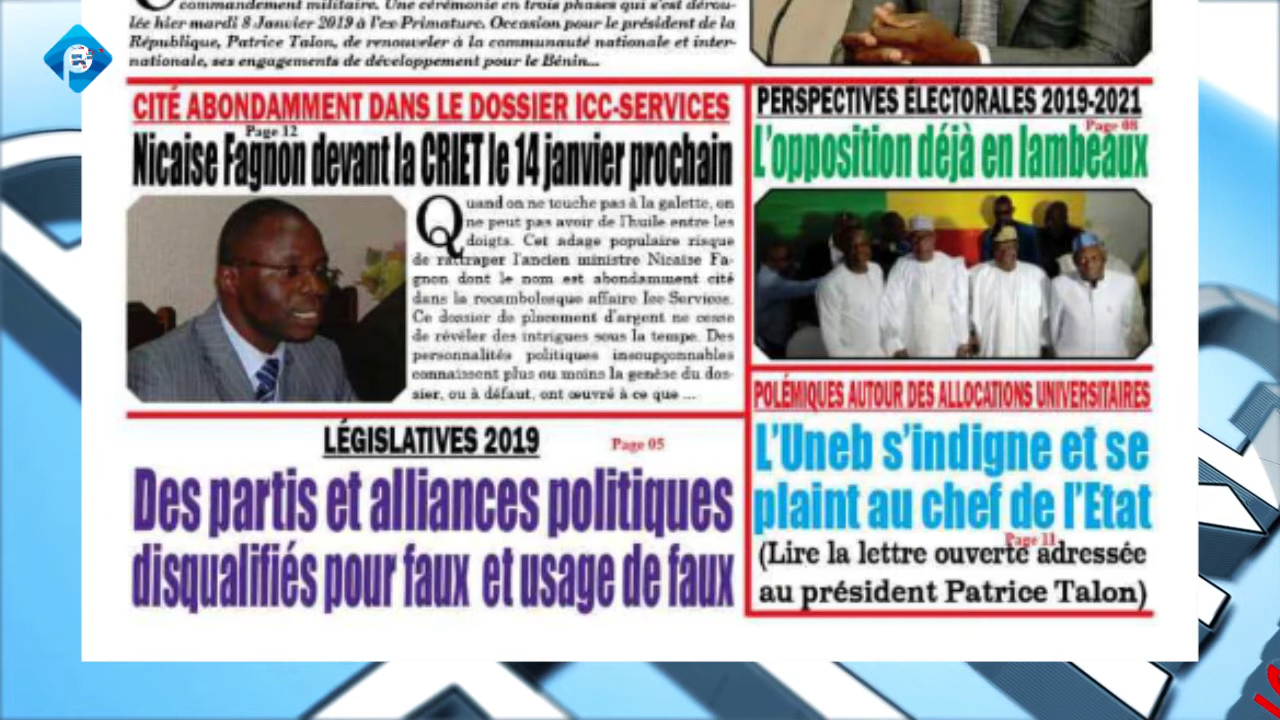 commandement militaire. Une cérémonie en trois phases qui s'est dérou-
lée hier mardi 8 Janvier 2019 à l'ex-Primature. Occasion pour le président de la
République, Patrice Talon, de renouveler à la communauté nationale et inter-
nationale, ses engagements de développement pour le Bénin...
CITÉ ABONDAMMENT DANS LE DOSSIER ICC-SERVICES
Page 12
Nicaise Fagnon devant la CRIET le 14 janvier prochain
Quand on ne touche pas à la galette, on
ne peut pas avoir de l'huile entre les
doigts. Cet adage populaire risque
de rattraper l'ancien ministre Nicaise Fa-
gnon dont le nom est abondamment cité
dans la rocambolesque affaire Icc Services.
Ce dossier de placement d'argent ne cesse
de révéler des intrigues sous la tempe. Des
personnalités politiques insoupçonnables
connaissent plus ou moins la genèse du dos-
sier, ou à défaut, ont œuvré à ce que ...
LÉGISLATIVES 2019
Page 05
Des partis et alliances politiques
disqualifiés pour faux et usage de faux
PERSPECTIVES ÉLECTORALES 2019-2021
Page 08
L'opposition déjà en lambeaux
POLÉMIQUES AUTOUR DES ALLOCATIONS UNIVERSITAIRES
L'Uneb s'indigne et se
plaint au chef de l'Etat
Page 11
(Lire la lettre ouverte adressée
au président Patrice Talon)